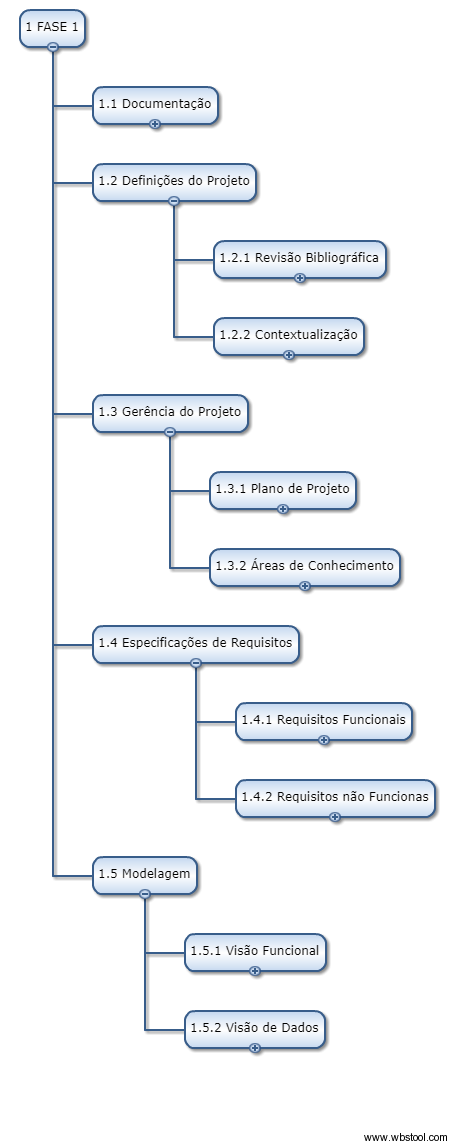 1 FASE 1
1.1 Documentação
1.2 Definições do Projeto
1.2.1 Revisão Bibliográfica
1.2.2 Contextualização
1.3 Gerência do Projeto
1.3.1 Plano de Projeto
1.3.2 Áreas de Conhecimento
1.4 Especificações de Requisitos
1.4.1 Requisitos Funcionais
1.4.2 Requisitos não Funcionas
1.5 Modelagem
1.5.1 Visão Funcional
1.5.2 Visão de Dados
www.wbstool.com